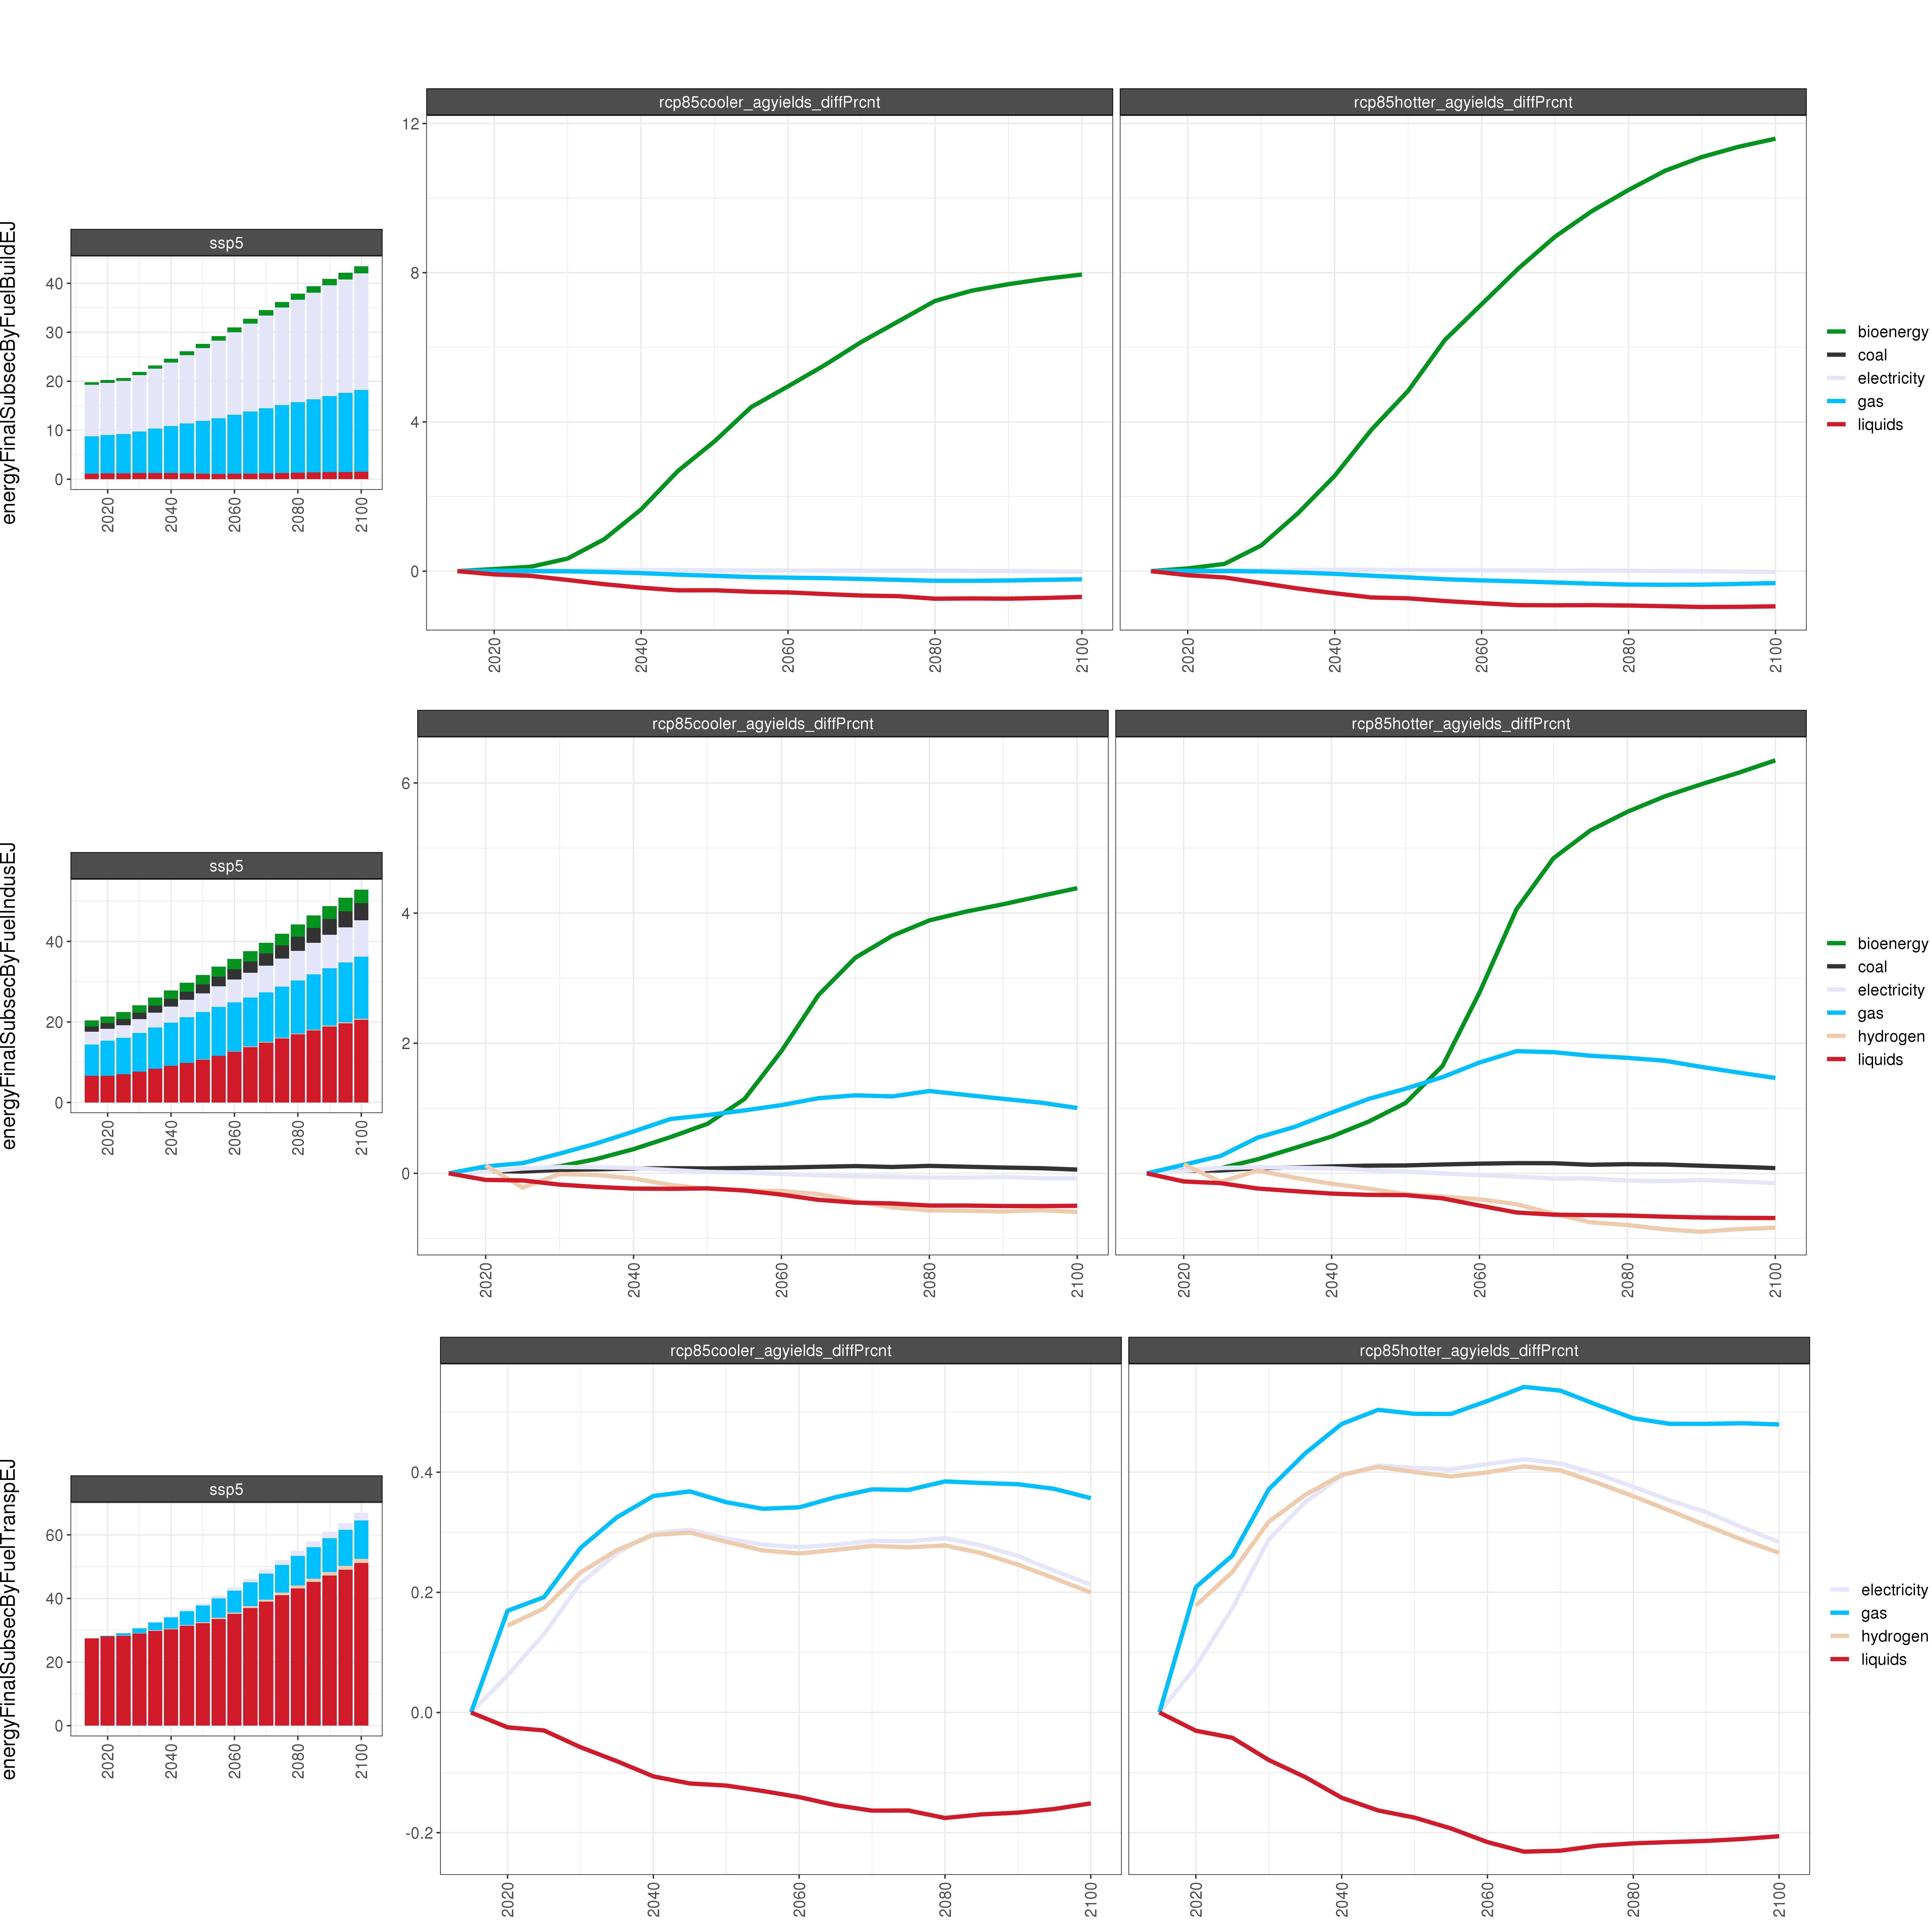 energyFinalSubsecByFuelBuildEJ
ssp5
0
10
20
30
40
2020
2040
2060
2080
2100
rcp85cooler_agyields_diffPrcnt
rcp85hotter_agyields_diffPrcnt
12
8
4
0
2020
2040
2060
2080
2100
2020
2040
2060
2080
2100
bioenergy
coal
electricity
gas
liquids
energyFinalSubsecByFuelIndusEJ
ssp5
40
20
0
2020
2040
2060
2080
2100
rcp85cooler_agyields_diffPrcnt
rcp85hotter_agyields_diffPrcnt
6
4
2
0
2020
2040
2060
2080
2100
2020
2040
2060
2080
2100
bioenergy
coal
electricity
gas
hydrogen
liquids
energyFinalSubsecByFuelTranspEJ
ssp5
60
40
20
0
2020
2040
2060
2080
2100
rcp85cooler_agyields_diffPrcnt
rcp85hotter_agyields_diffPrcnt
0.4
0.2
0.0
-0.2
2020
2040
2060
2080
2100
2020
2040
2060
2080
2100
electricity
gas
hydrogen
liquids